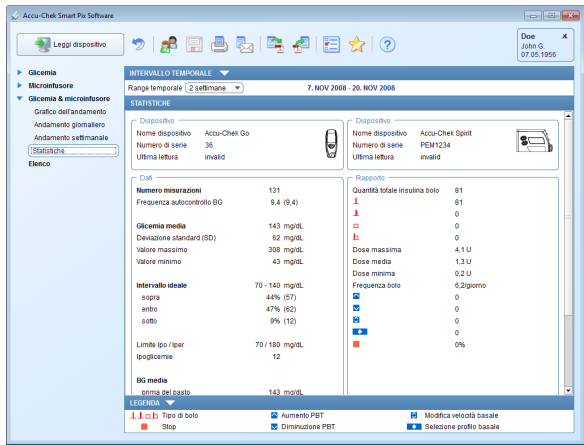 Accu-Chek Smart Pix Software
Leggi dispositivo
Doe
John G.
07.05.1956
Glicemia
Microinfusore
Glicemia & microinfusore
Grafico dell'andamento
Andamento giornaliero
Andamento settimanale
Statistiche
Elenco
INTERVALLO TEMPORALE
Range temporale 2 settimane 7. NOV 2008 - 20. NOV 2008
STATISTICHE
Dispositivo
Nome dispositivo Accu-Chek Go
Numero di serie 36
Ultima lettura invalid
Dispositivo
Nome dispositivo Accu-Chek Spirit
Numero di serie PEM1234
Ultima lettura invalid
Dati
Numero misurazioni 131
Frequenza autocontrollo BG 9,4 (9,4)
Glicemia media 143 mg/dL
Deviazione standard (SD) 62 mg/dL
Valore massimo 308 mg/dL
Valore minimo 43 mg/dL
Intervallo ideale 70 - 140 mg/dL
sopra 44% (57)
entro 47% (62)
sotto 9% (12)
Limite Ipo / Iper 70 / 180 mg/dL
Ipoglicemie 12
BG media
prima del pasto 143 mg/dL
Rapporto
Quantità totale insulina bolo 81
81
0
0
0
Dose massima 4,1 U
Dose media 1,3 U
Dose minima 0,2 U
Frequenza bolo 6,2/giorno
0
0
0
0
0%
LEGENDA
Tipo di bolo Aumento PBT Modifica velocità basale
Stop Diminuzione PBT Selezione profilo basale